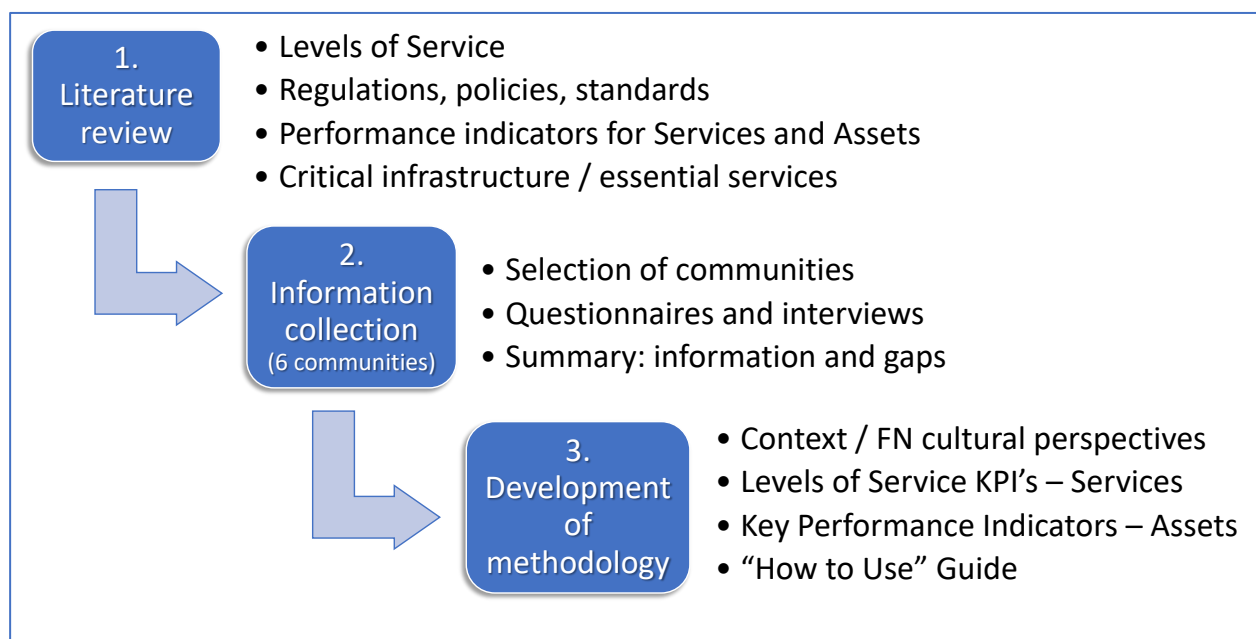 1.
Literature
review
• Levels of Service
• Regulations, policies, standards
• Performance indicators for Services and Assets
• Critical infrastructure / essential services
2.
Information
collection
(6 communities)
• Selection of communities
• Questionnaires and interviews
• Summary: information and gaps
3.
Development
of
methodology
• Context / FN cultural perspectives
• Levels of Service KPI’s – Services
• Key Performance Indicators – Assets
• “How to Use” Guide